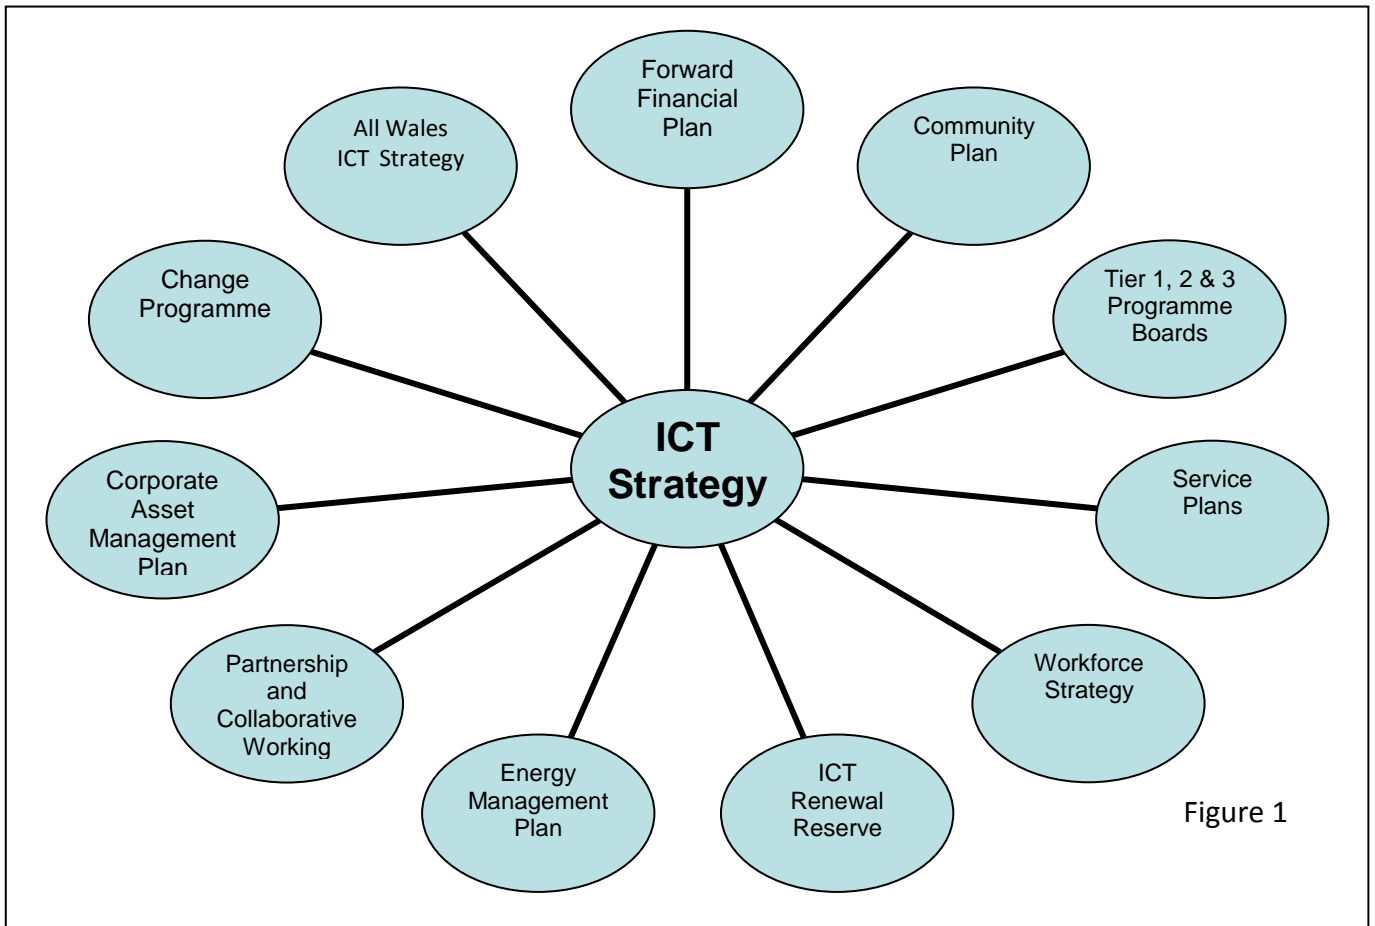 Forward
Financial
Plan
All Wales
ICT Strategy
Community
Plan
Change
Programme
Tier 1, 2 & 3
Programme
Boards
ICT
Strategy
Corporate
Asset
Management
Plan
Service
Plans
Partnership
and
Collaborative
Working
Workforce
Strategy
Energy
Management
Plan
ICT
Renewal
Reserve
Figure 1